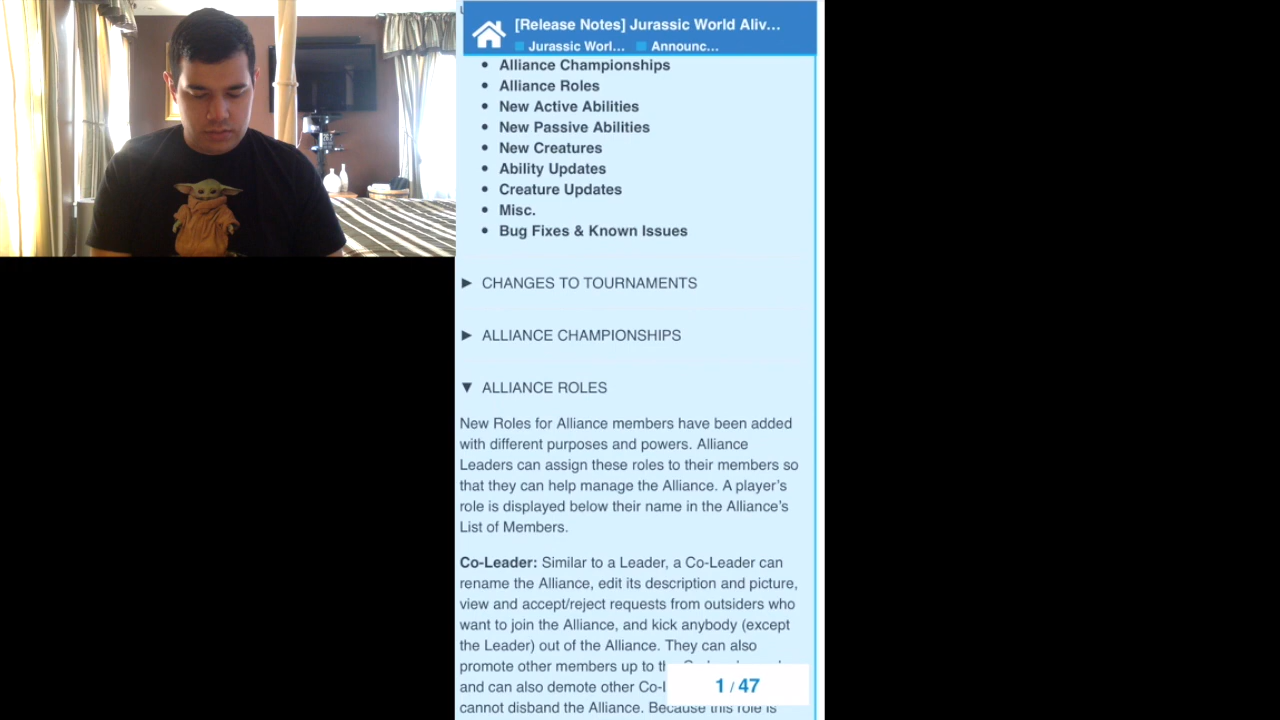 [Release Notes] Jurassic World Aliv...
Jurassic Worl... Announc...
• Alliance Championships
• Alliance Roles
• New Active Abilities
• New Passive Abilities
• New Creatures
• Ability Updates
• Creature Updates
• Misc.
• Bug Fixes & Known Issues
► CHANGES TO TOURNAMENTS
► ALLIANCE CHAMPIONSHIPS
▼ ALLIANCE ROLES
New Roles for Alliance members have been added
with different purposes and powers. Alliance
Leaders can assign these roles to their members so
that they can help manage the Alliance. A player's
role is displayed below their name in the Alliance's
List of Members.
Co-Leader: Similar to a Leader, a Co-Leader can
rename the Alliance, edit its description and picture,
view and accept/reject requests from outsiders who
want to join the Alliance, and kick anybody (except
the Leader) out of the Alliance. They can also
promote other members up to
and can also demote other
cannot disband the Alliance. Because this role is
1 / 47